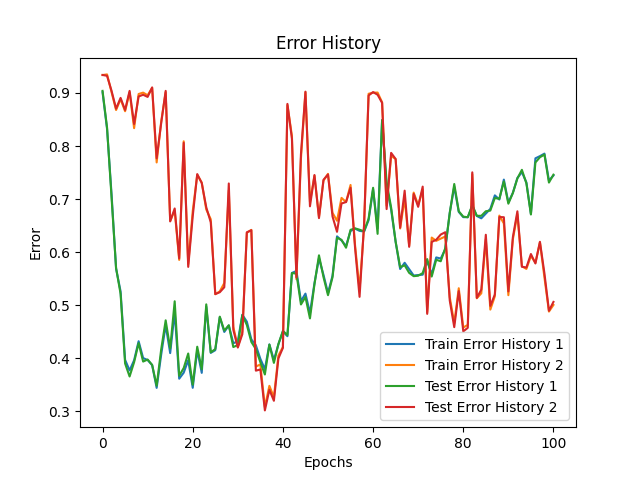 Error History
0.9
0.8
0.7
0.6
0.5
0.4
0.3
Error
0
20
40
60
80
100
Epochs
Train Error History 1
Train Error History 2
Test Error History 1
Test Error History 2